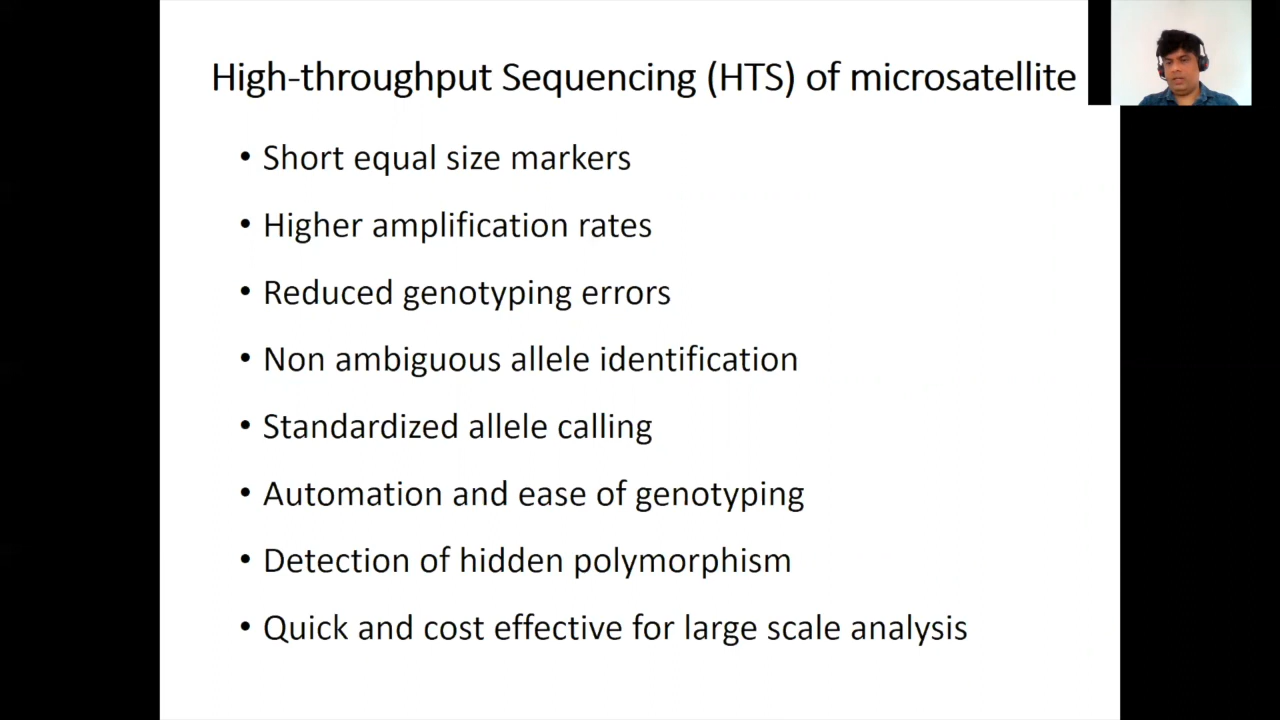 High-throughput Sequencing (HTS) of microsatellite
• Short equal size markers
• Higher amplification rates
• Reduced genotyping errors
• Non ambiguous allele identification
• Standardized allele calling
• Automation and ease of genotyping
• Detection of hidden polymorphism
• Quick and cost effective for large scale analysis